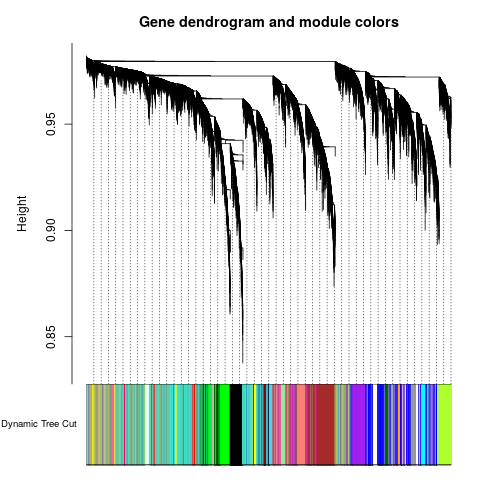 Gene dendrogram and module colors
0.95
0.90
0.85
Height
Dynamic Tree Cut